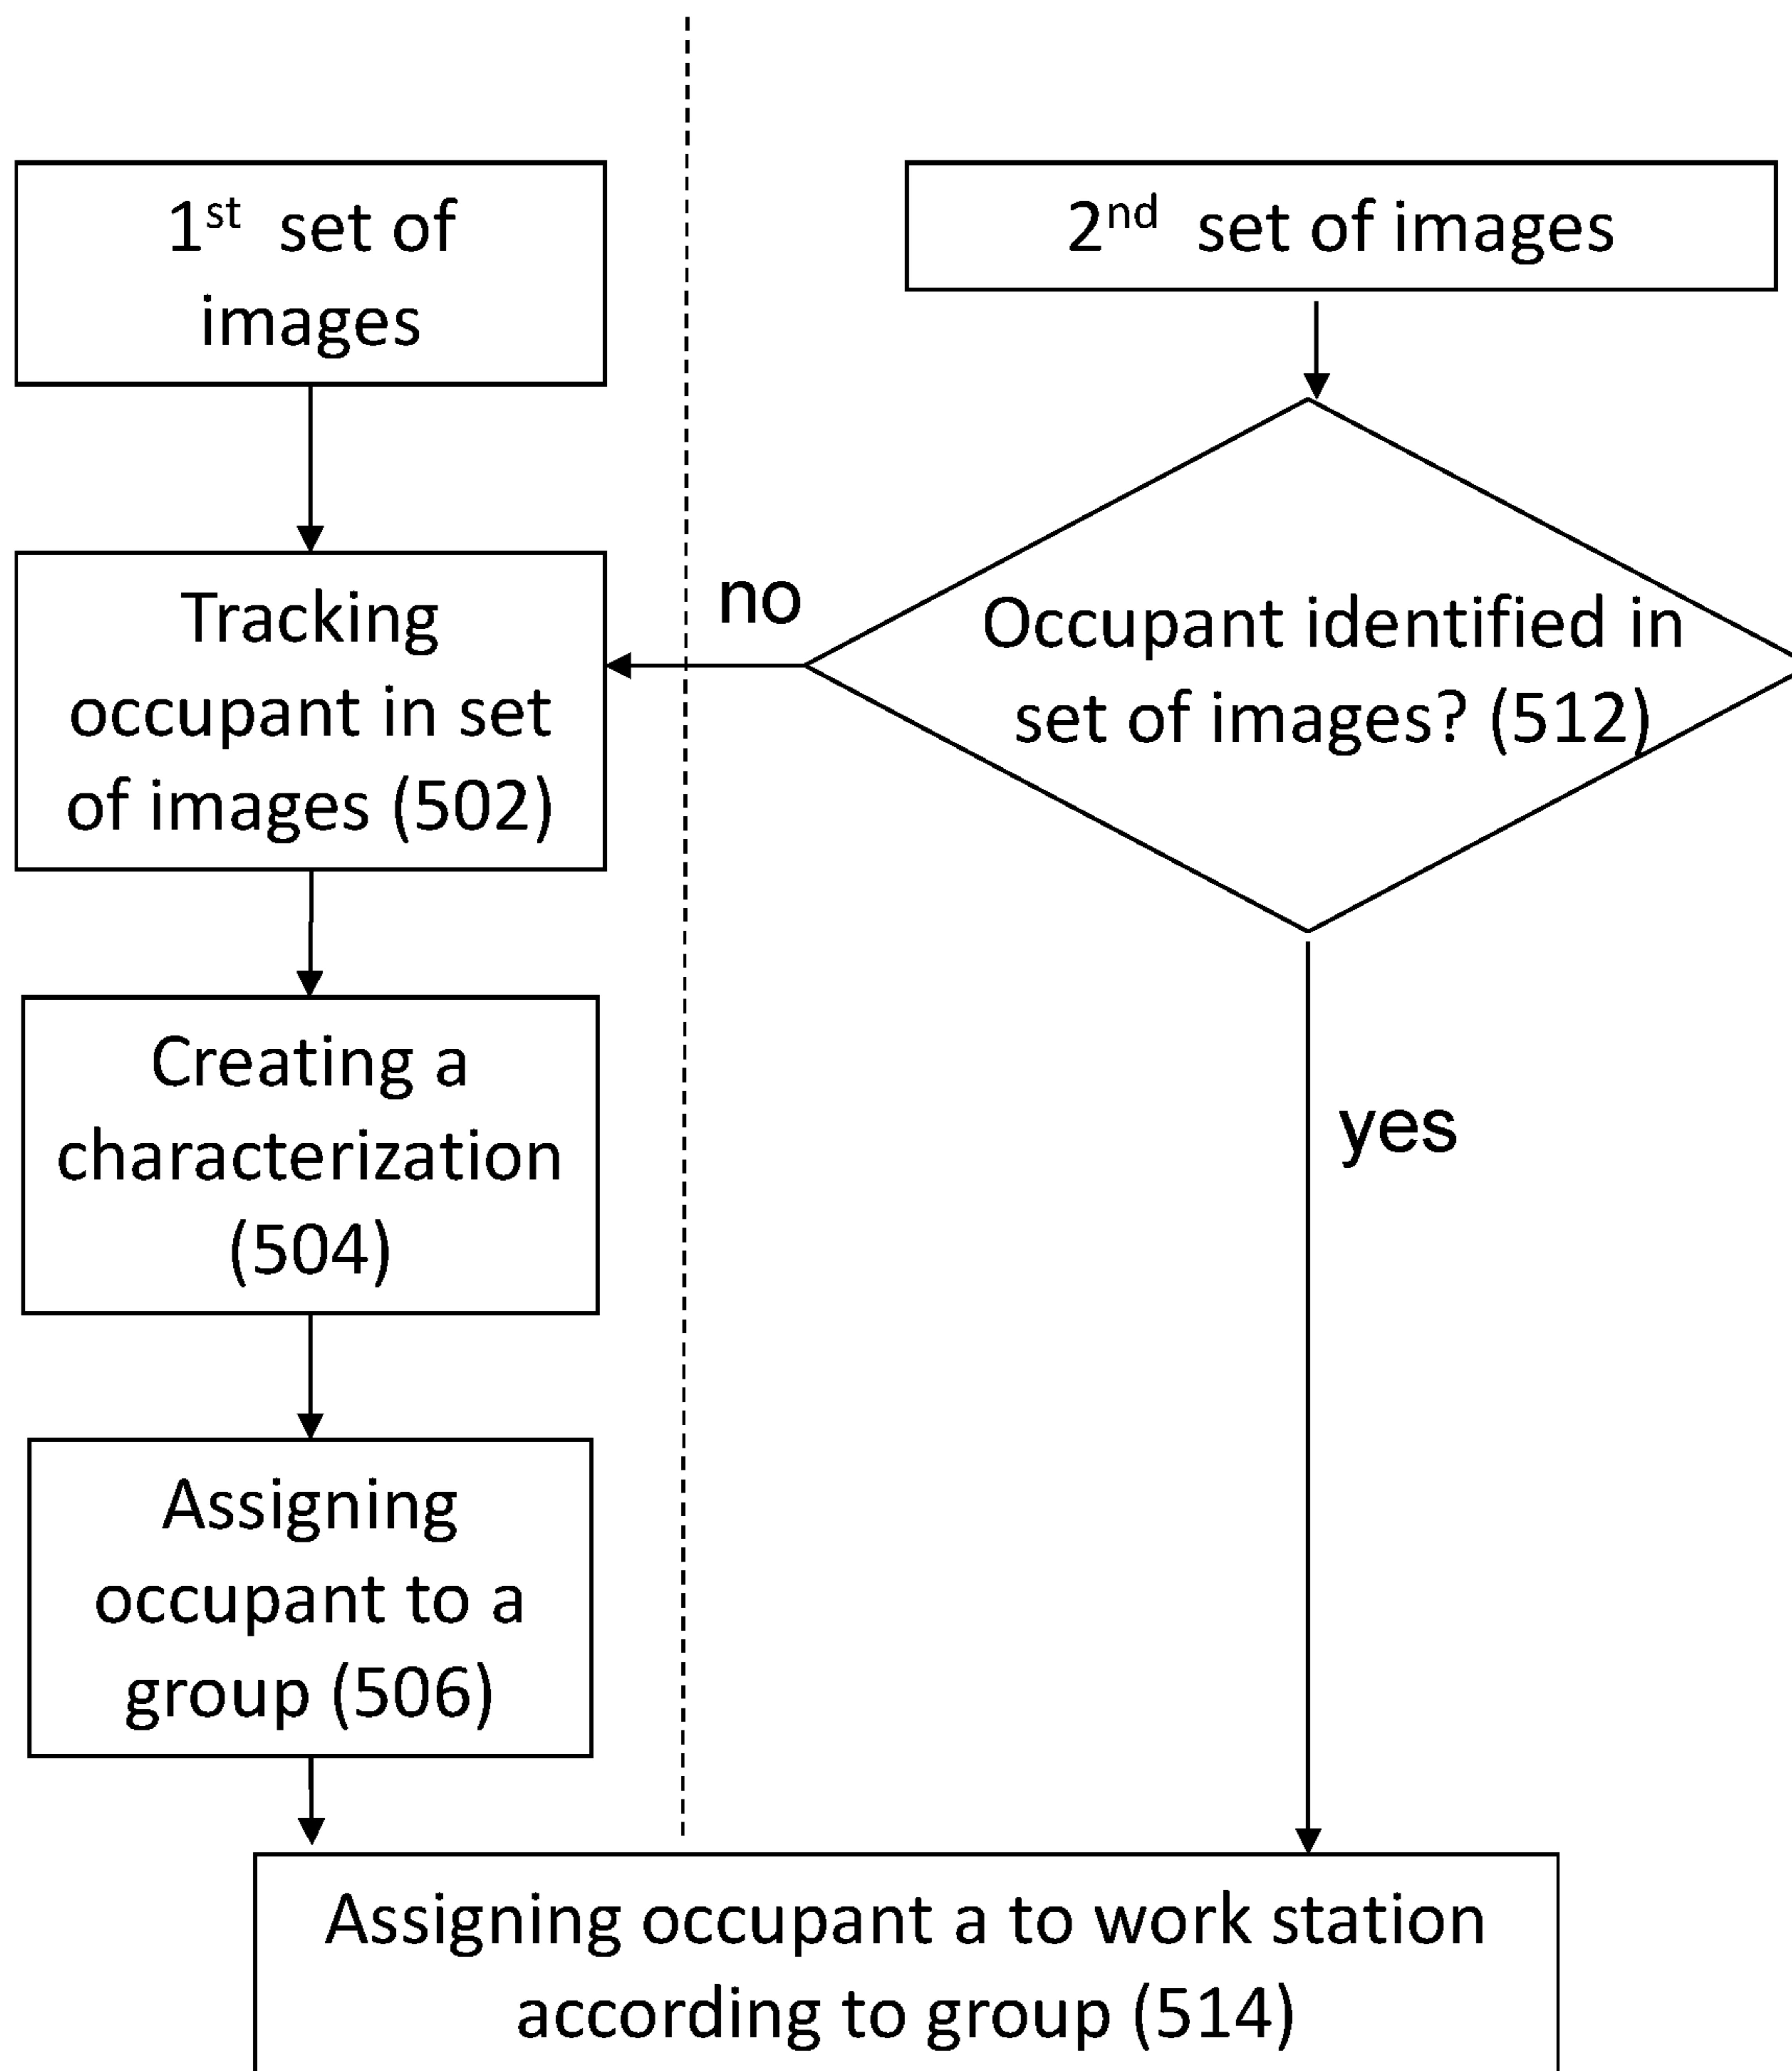 1st set of
images
Tracking
occupant in set
of images (502)
Creating a
characterization
(504)
Assigning
occupant to a
group (506)
2nd set of images
Occupant identified in
set of images? (512)
no
yes
Assigning occupant a to work station
according to group (514)